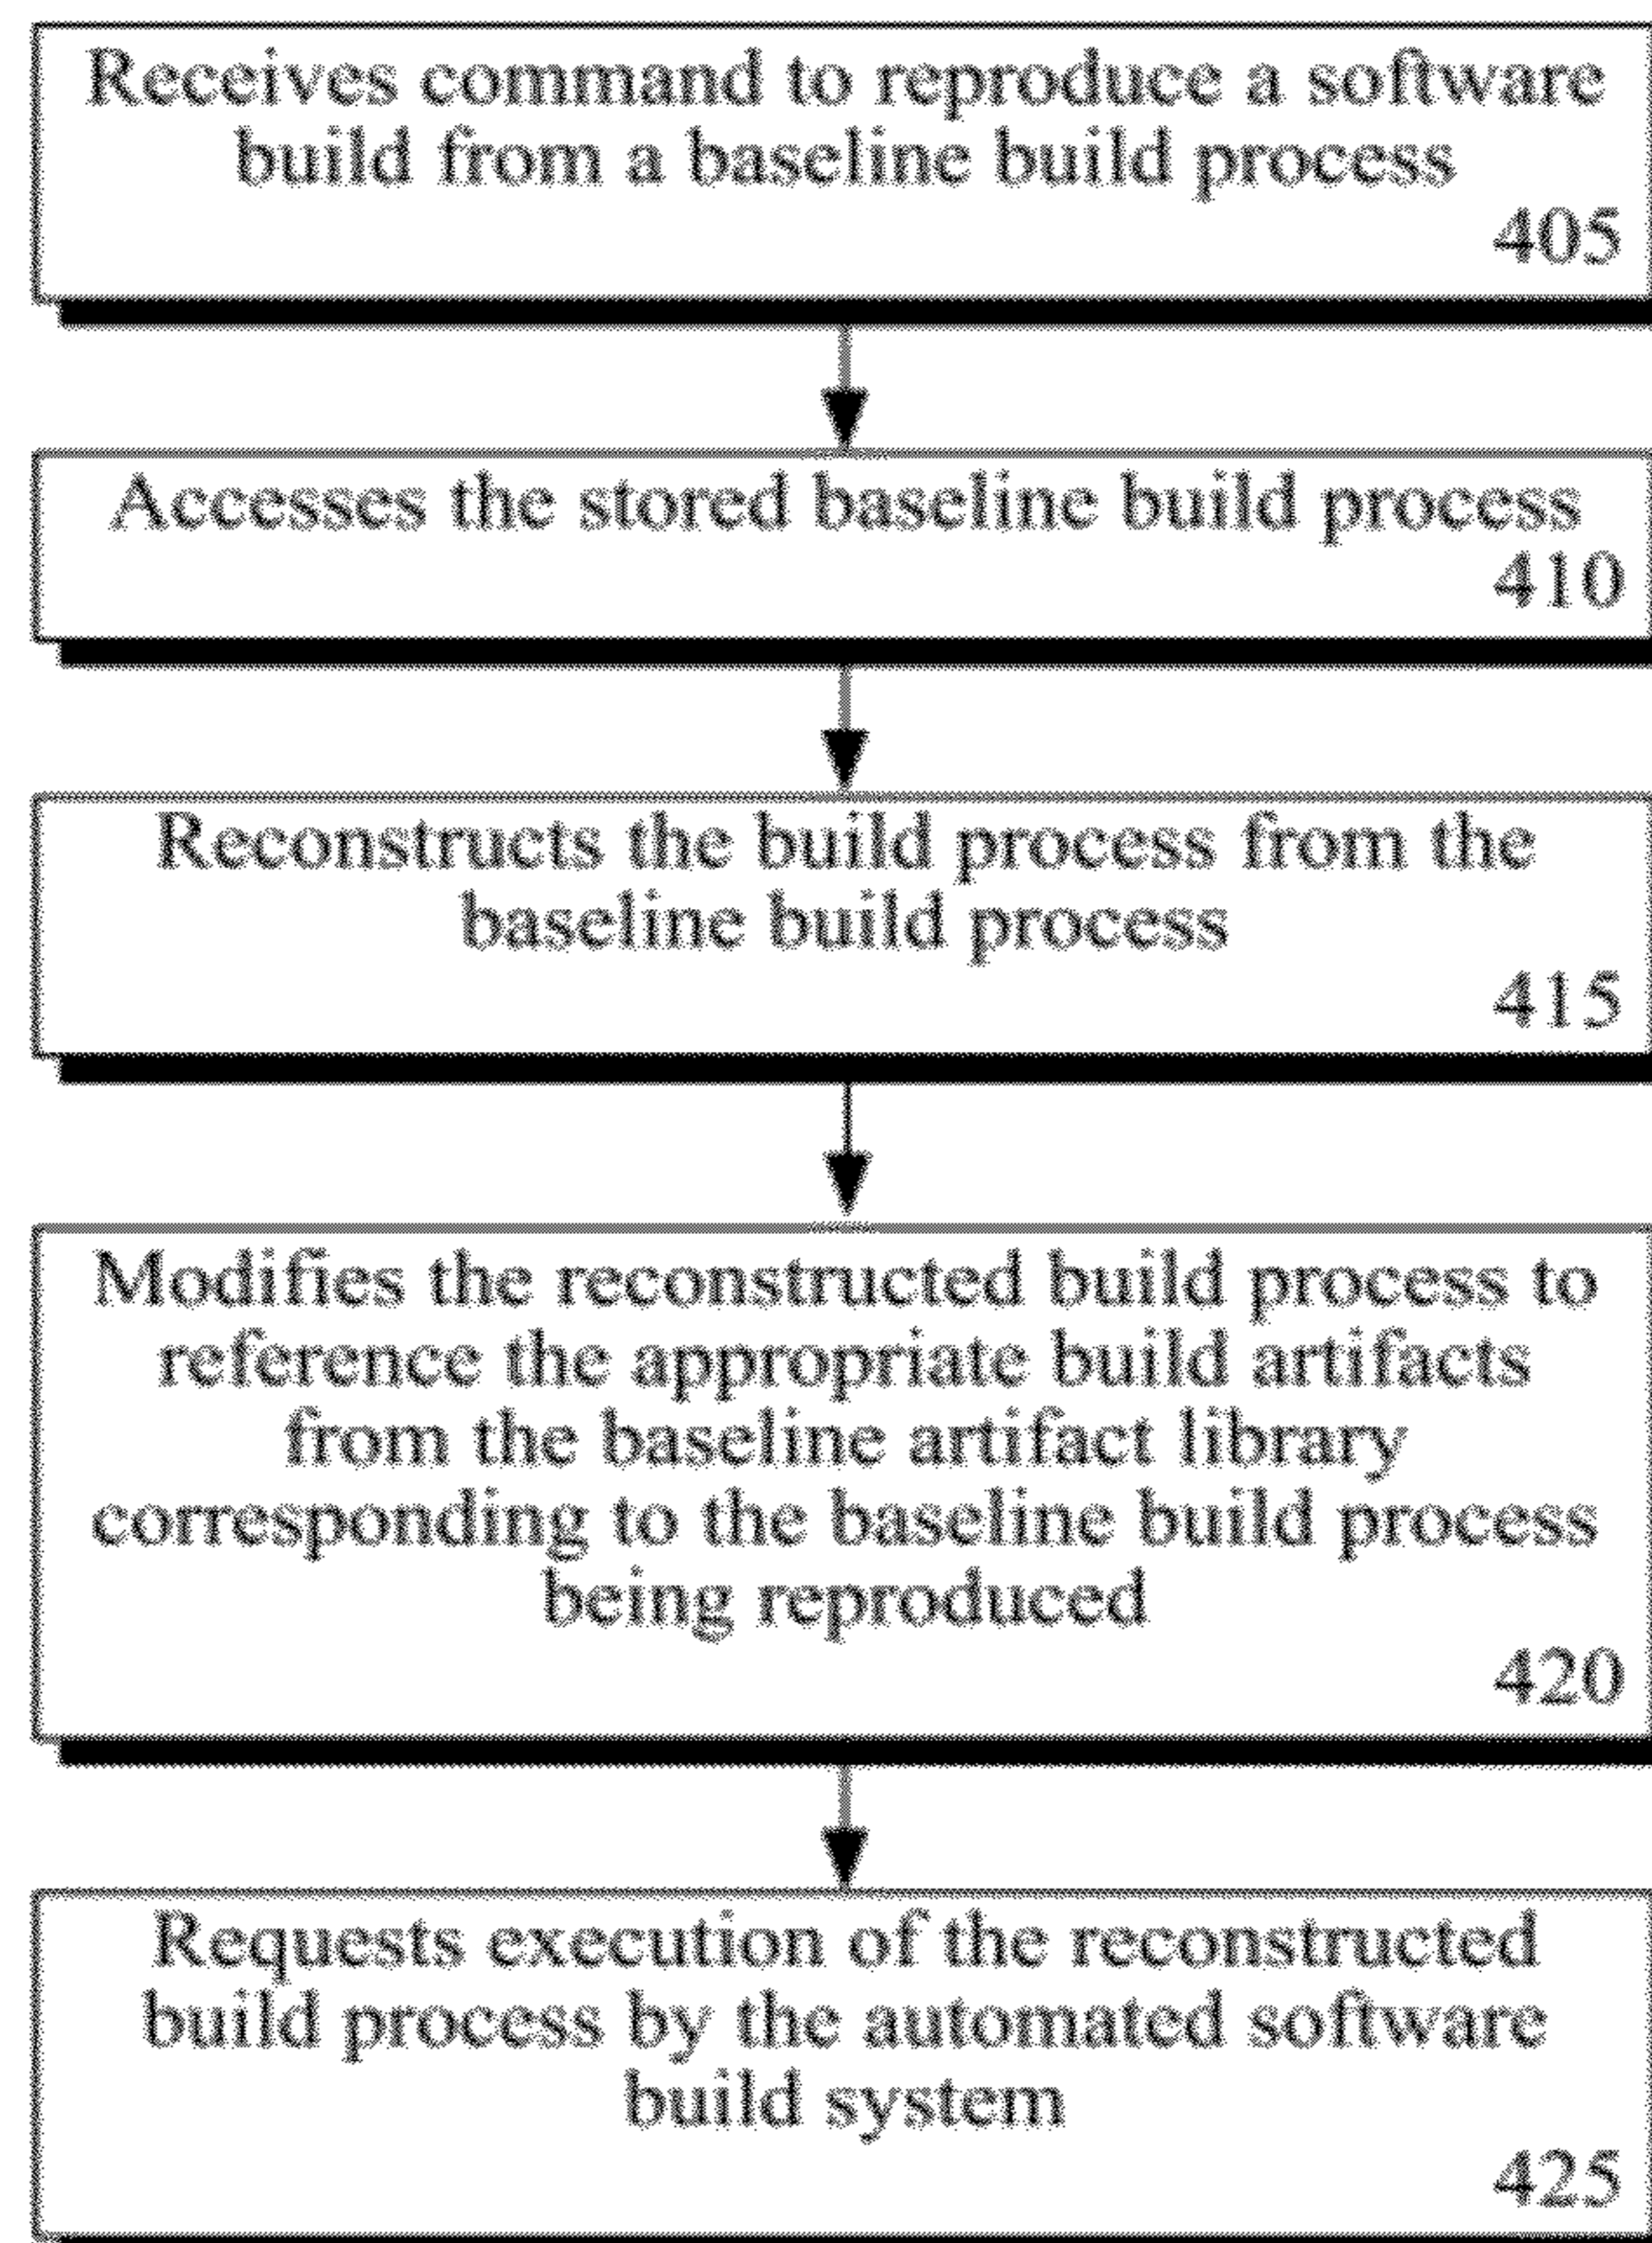 Receives command to reproduce a software
build from a baseline build process
405
Accesses the stored baseline build process
410
Reconstructs the build process from the
baseline build process
415
Modifies the reconstructed build process to
reference the appropriate build artifacts
from the baseline artifact library
corresponding to the baseline build process
being reproduced
420
Requests execution of the reconstructed
build process by the automated software
build system
425